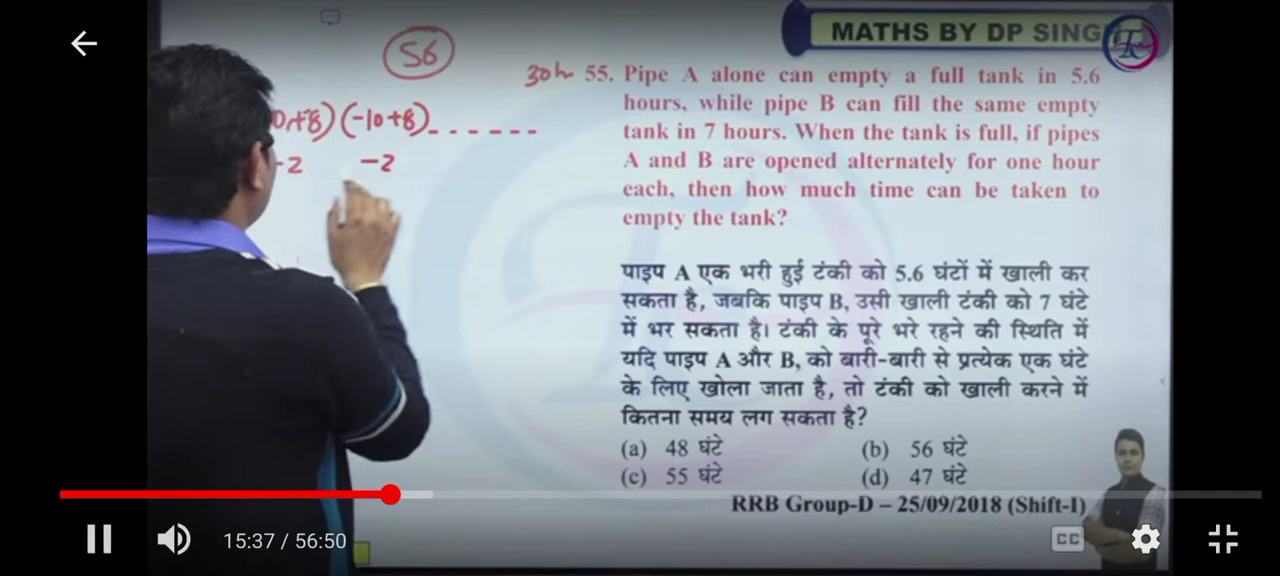 MATHS BY DP SING
56
30h 55. Pipe A alone can empty a full tank in 5.6
hours, while pipe B can fill the same empty
tank in 7 hours. When the tank is full, if pipes
A and B are opened alternately for one hour
each, then how much time can be taken to
empty the tank?
+8) (-10+8)------
-2 -2
पाइप A एक भरी हुई टंकी को 5.6 घंटों में खाली कर
सकता है, जबकि पाइप B, उसी खाली टंकी को 7 घंटे
में भर सकता है। टंकी के पूरे भरे रहने की स्थिति में
यदि पाइप A और B, को बारी-बारी से प्रत्येक एक घंटे
के लिए खोला जाता है, तो टंकी को खाली करने में
कितना समय लग सकता है?
(a) 48 घंटे (b) 56 घंटे
(c) 55 घंटे (d) 47 घंटे
RRB Group-D – 25/09/2018 (Shift-I)
15:37 / 56:50
CC